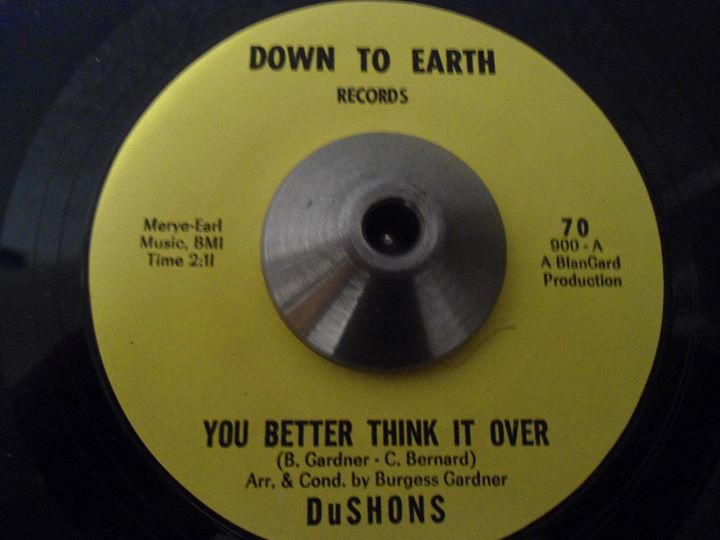 DOWN TO EARTH
RECORDS
Merye-Earl
Music, BMI
Time 2:11
70
900 - A
A BlanGard
Production
YOU BETTER THINK IT OVER
(B. Gardner - C. Bernard)
Arr. & Cond. by Burgess Gardner
DuSHONS